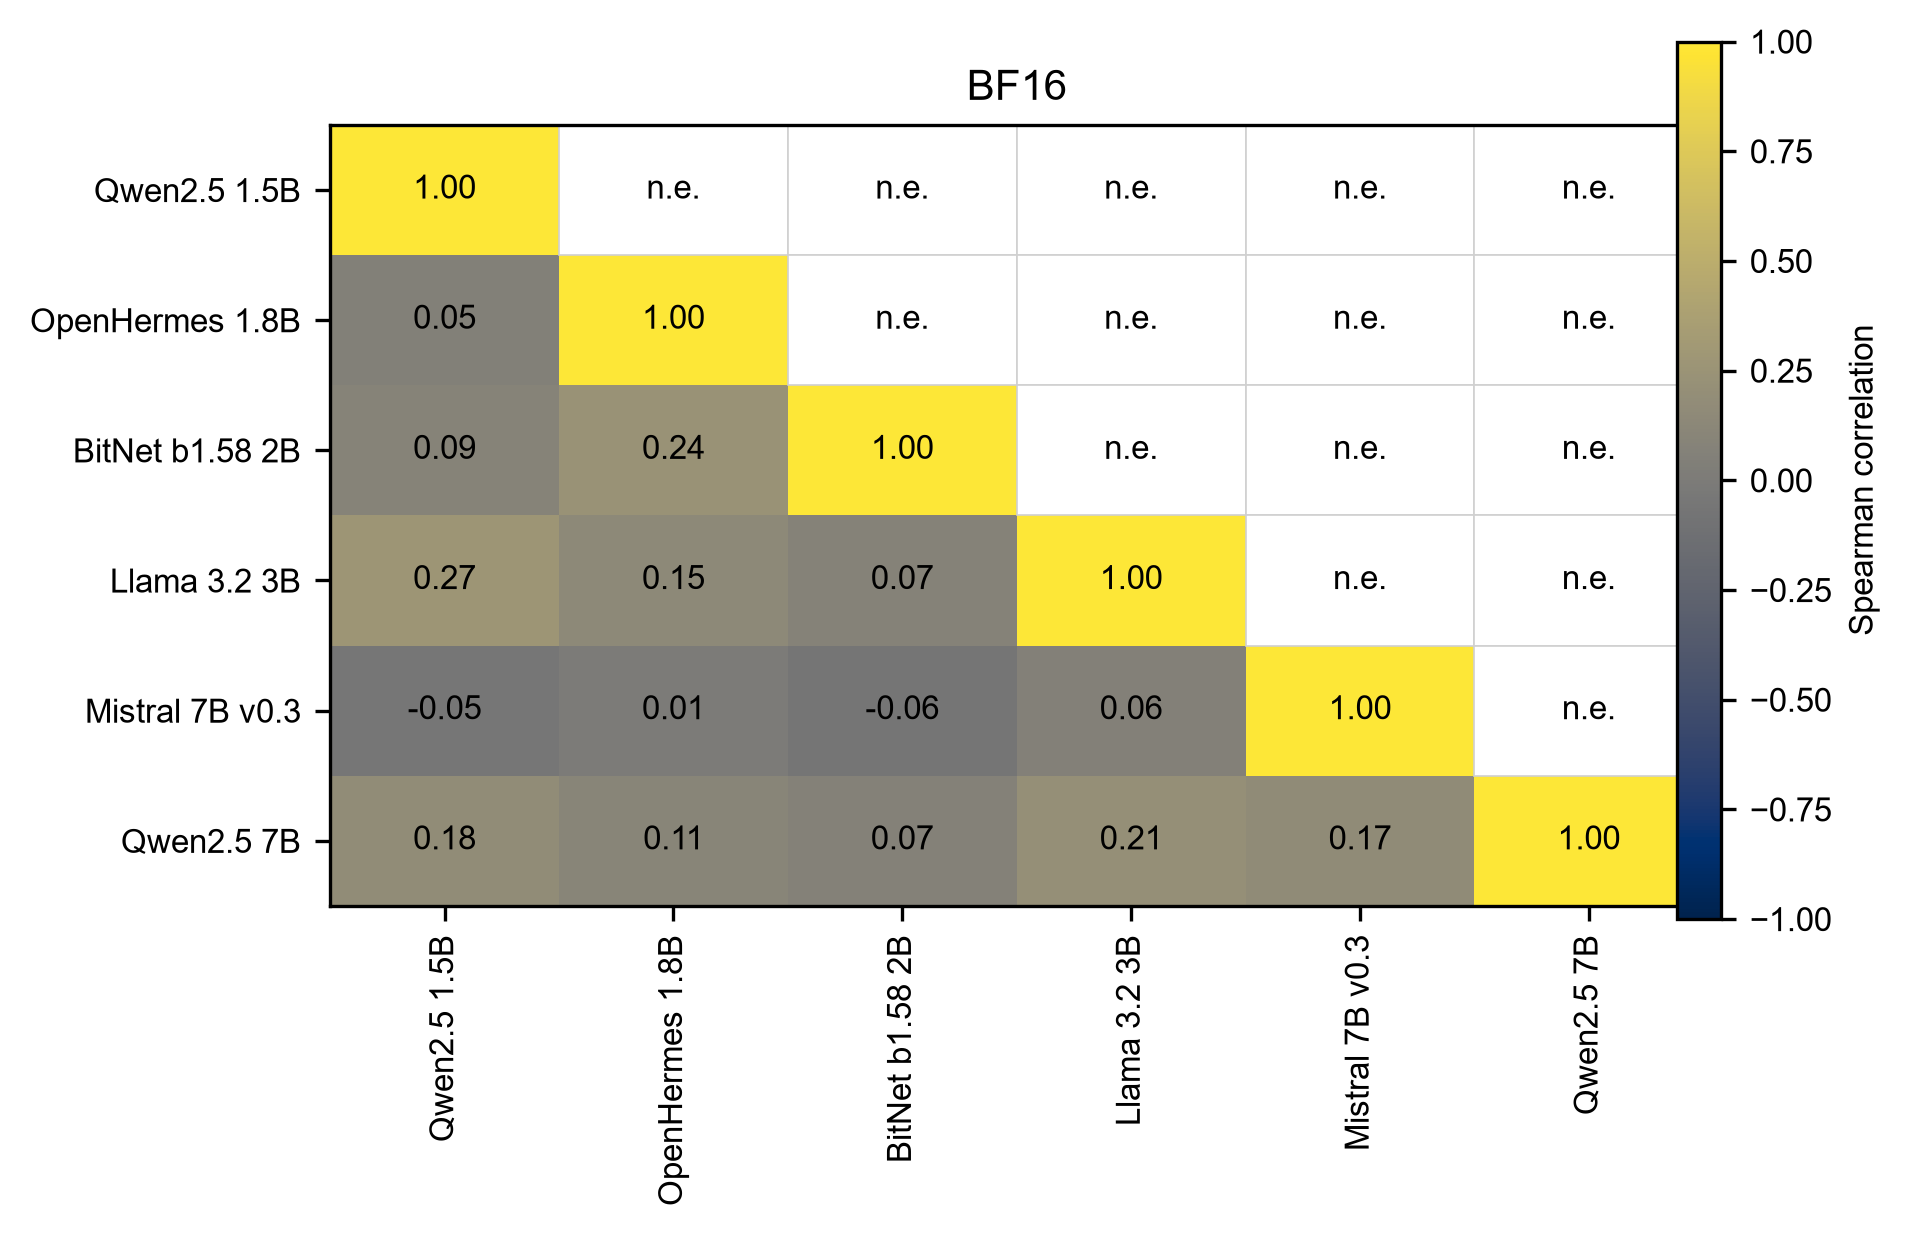 BF16
Qwen2.5 1.5B 1.00 n.e. n.e. n.e. n.e. n.e.
OpenHermes 1.8B 0.05 1.00 n.e. n.e. n.e. n.e.
BitNet b1.58 2B 0.09 0.24 1.00 n.e. n.e. n.e.
Llama 3.2 3B 0.27 0.15 0.07 1.00 n.e. n.e.
Mistral 7B v0.3 -0.05 0.01 -0.06 0.06 1.00 n.e.
Qwen2.5 7B 0.18 0.11 0.07 0.21 0.17 1.00
Qwen2.5 1.5B
OpenHermes 1.8B
BitNet b1.58 2B
Llama 3.2 3B
Mistral 7B v0.3
Qwen2.5 7B
1.00
0.75
0.50
0.25
0.00
−0.25
−0.50
−0.75
−1.00
Spearman correlation